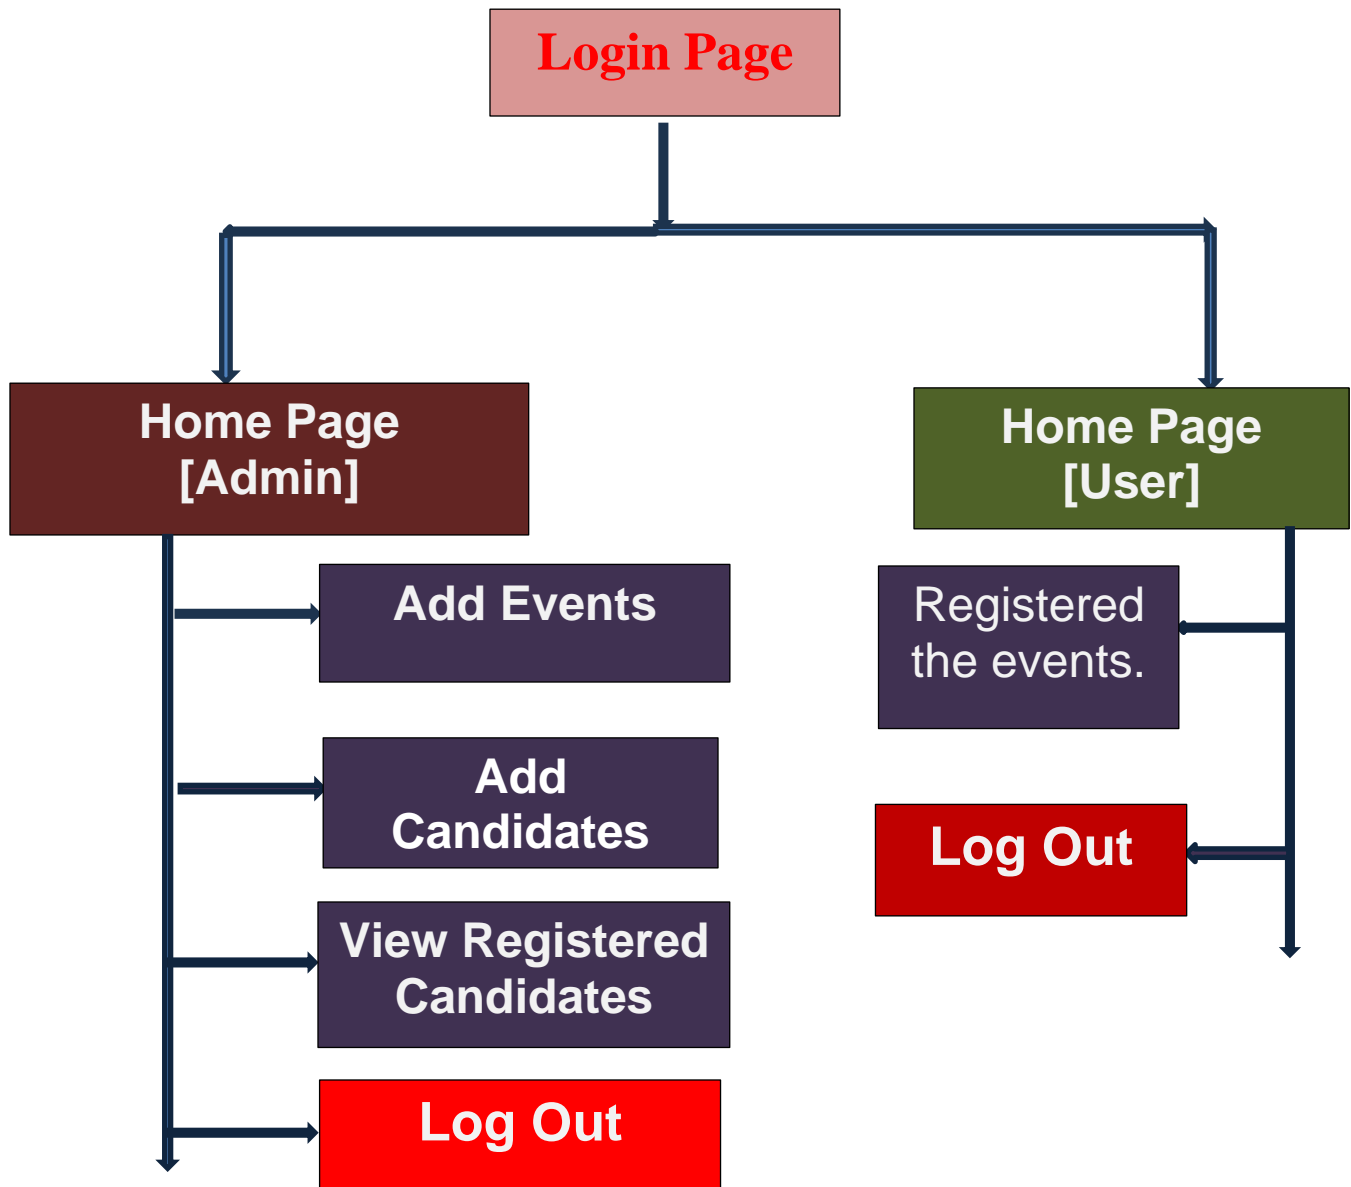 Login Page
Home Page
[Admin]
Home Page
[User]
Add Events
Registered
the events.
Add
Candidates
Log Out
View Registered
Candidates
Log Out